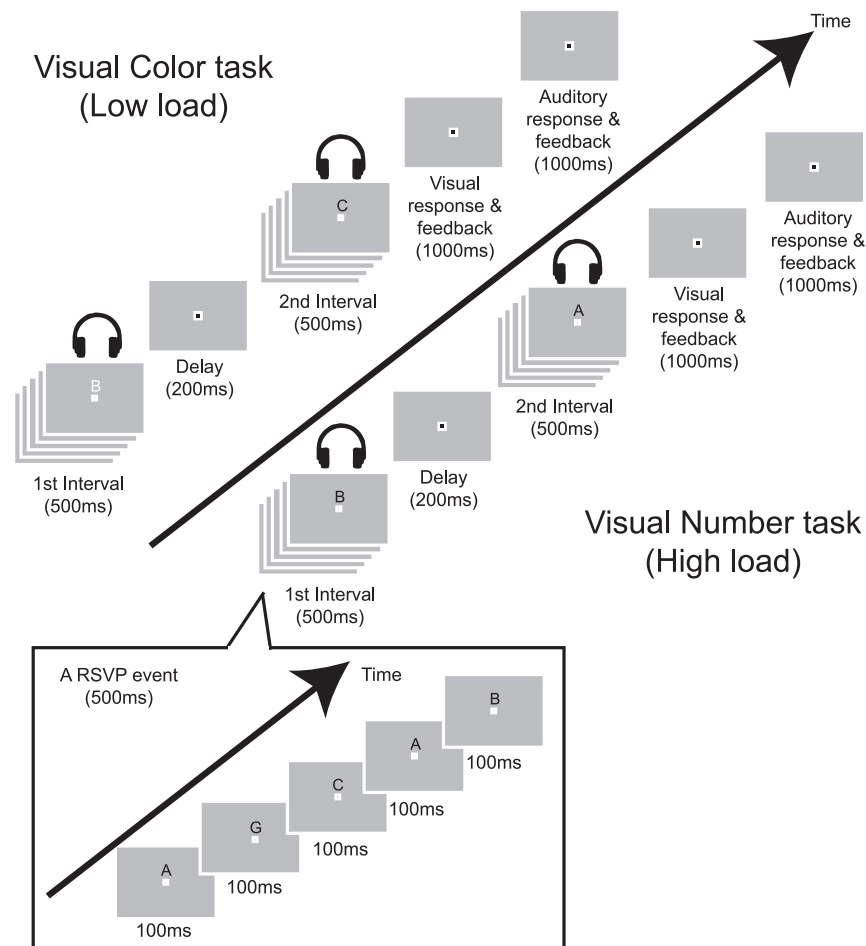 Time
Visual Color task
(Low load)
Auditory
response &
feedback
(1000ms)
Visual
response &
feedback
(1000ms)
C
2nd Interval
(500ms)
Delay
(200ms)
B
1st Interval
(500ms)
Auditory
response &
feedback
(1000ms)
Visual
response &
feedback
(1000ms)
A
2nd Interval
(500ms)
Delay
(200ms)
B
1st Interval
(500ms)
Visual Number task
(High load)
A RSVP event
(500ms)
Time
B
100ms
A
100ms
C
100ms
G
100ms
A
100ms